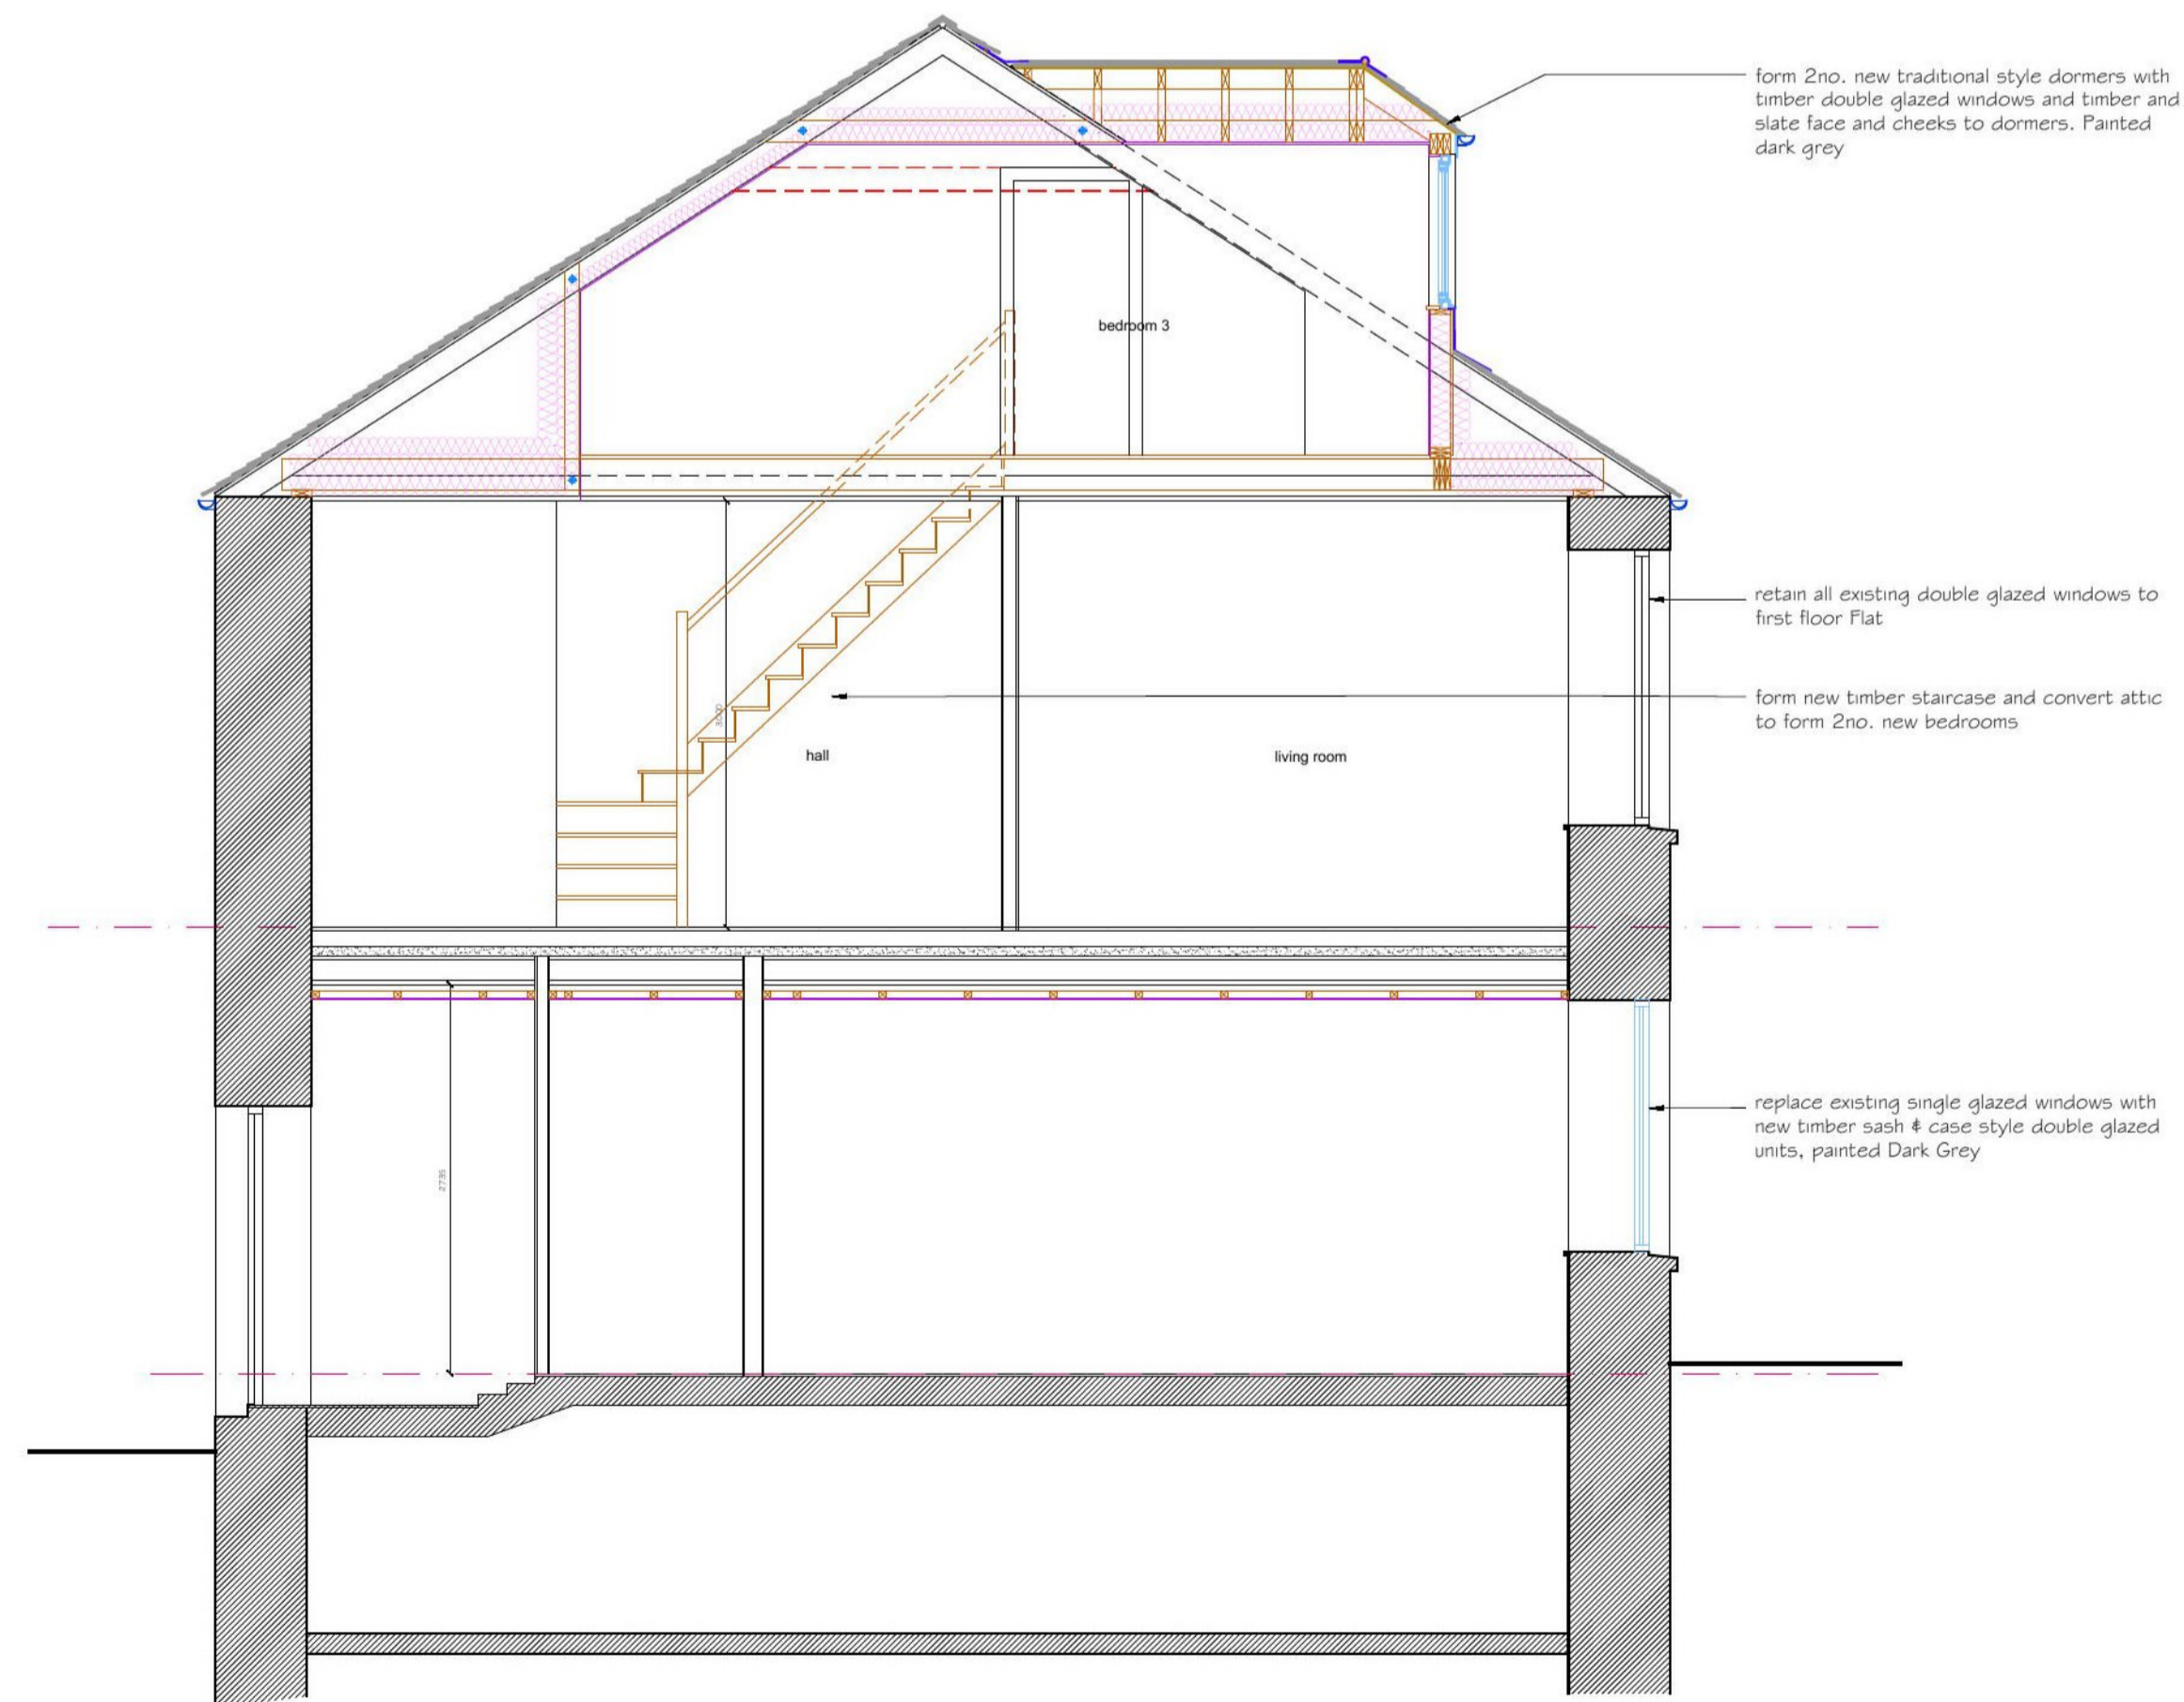 form 2no. new traditional style dormers with
timber double glazed windows and timber and
slate face and cheeks to dormers. Painted
dark grey
bedroom 3
retain all existing double glazed windows to
first floor Flat
form new timber staircase and convert attic
to form 2no. new bedrooms
3000
hall
living room
replace existing single glazed windows with
new timber sash & case style double glazed
units, painted Dark Grey
2735